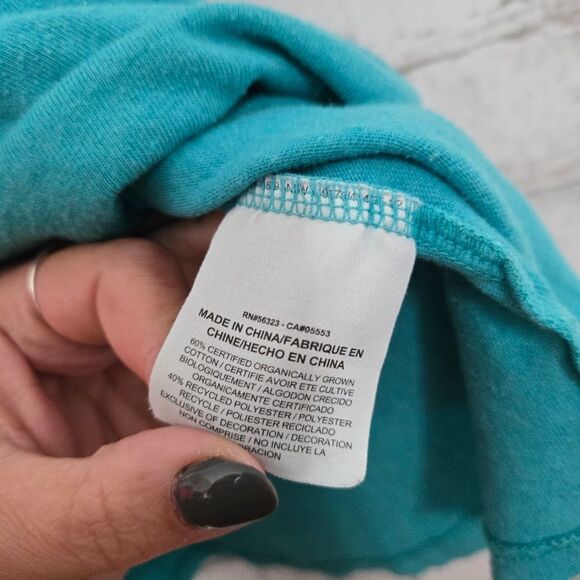 RN#56323 - CA#05553
MADE IN CHINA/FABRIQUE EN
CHINE/HECHO EN CHINA
60% CERTIFIED ORGANICALLY GROWN
COTTON / CERTIFIE AVOIR ETE CULTIVE
BIOLOGIQUEMENT / ALGODON CRECIDO
ORGANICAMENTE CERTIFICADO
40% RECYCLED POLYESTER / POLYESTER
RECYCLE / POLIESTER RECICLADO
EXCLUSIVE OF DECORATION / DECORATION
NON COMPRISE / NO INCLUYE LA